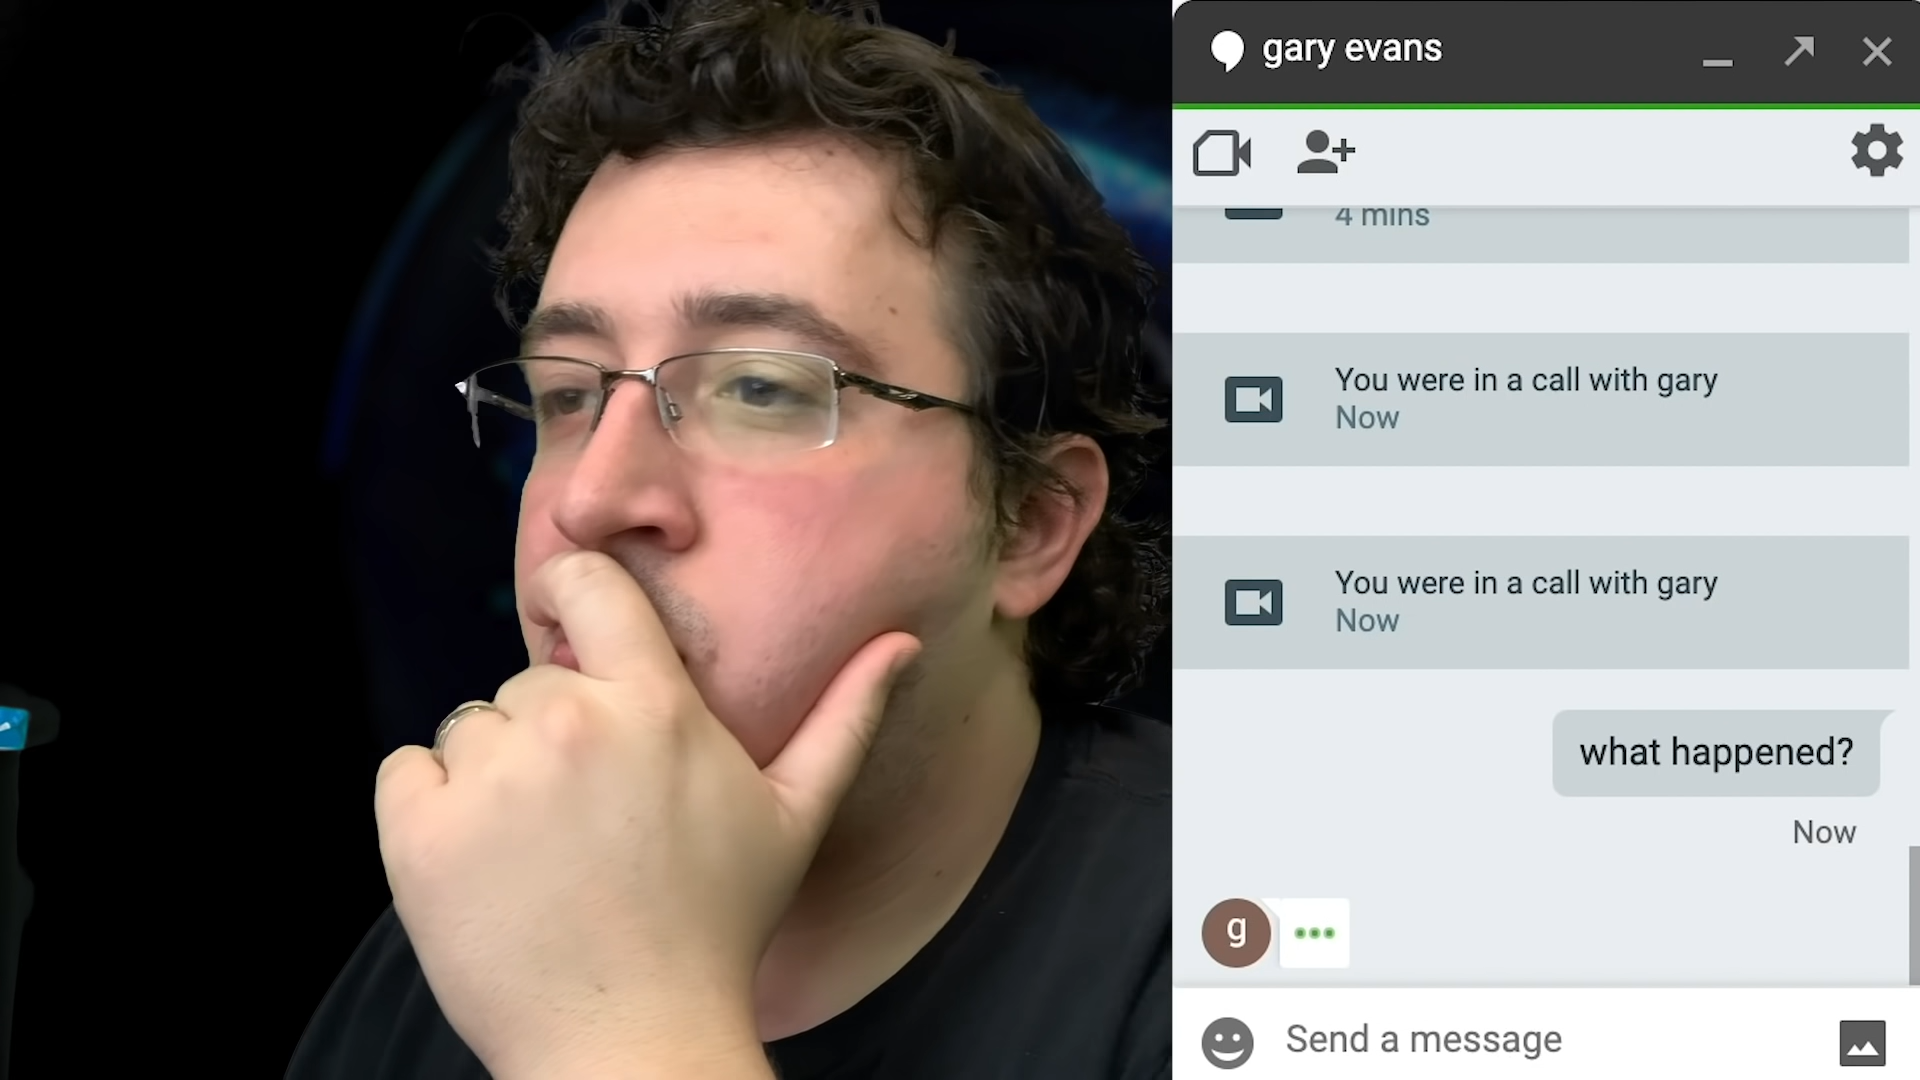 gary evans
4 mins
You were in a call with gary
Now
You were in a call with gary
Now
what happened?
Now
g
Send a message